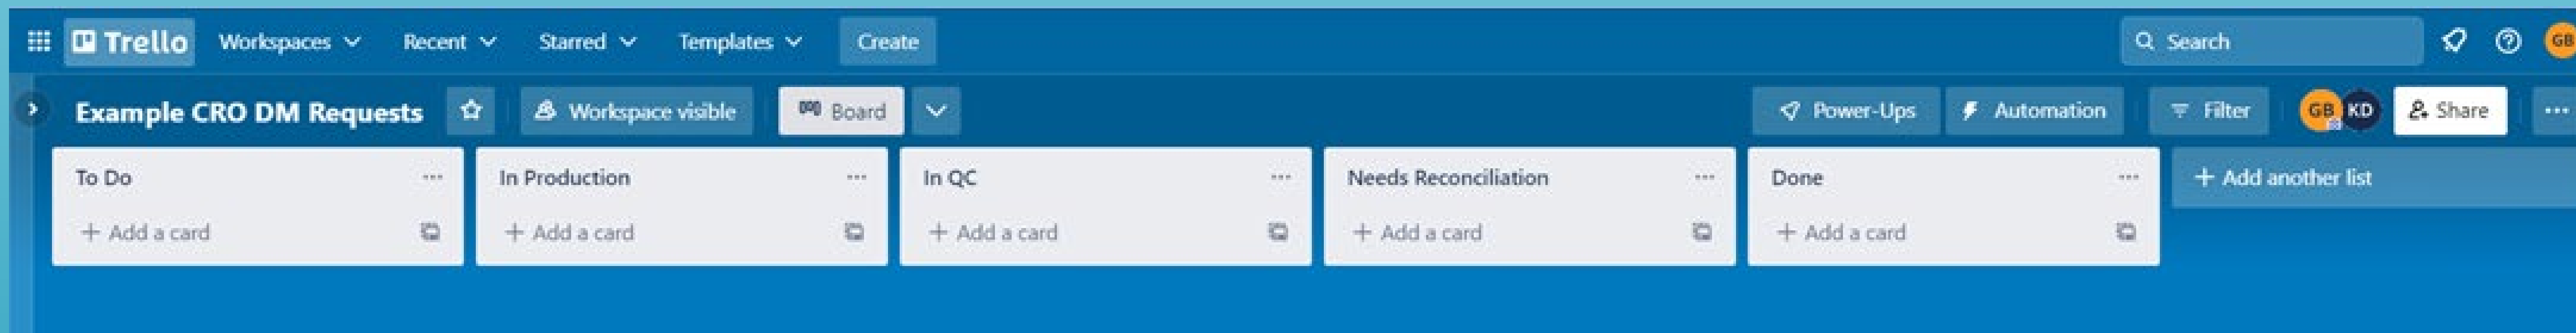 Trello Workspaces Recent Starred Templates Create Search GB
Example CRO DM Requests Workspace visible Board Power-Ups Automation Filter GB KD Share
To Do In Production In QC Needs Reconciliation Done + Add another list
+ Add a card + Add a card + Add a card + Add a card + Add a card